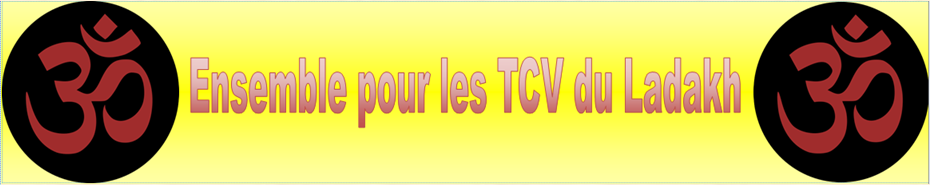 ॐ Ensemble pour les TCV du Ladakh ॐ